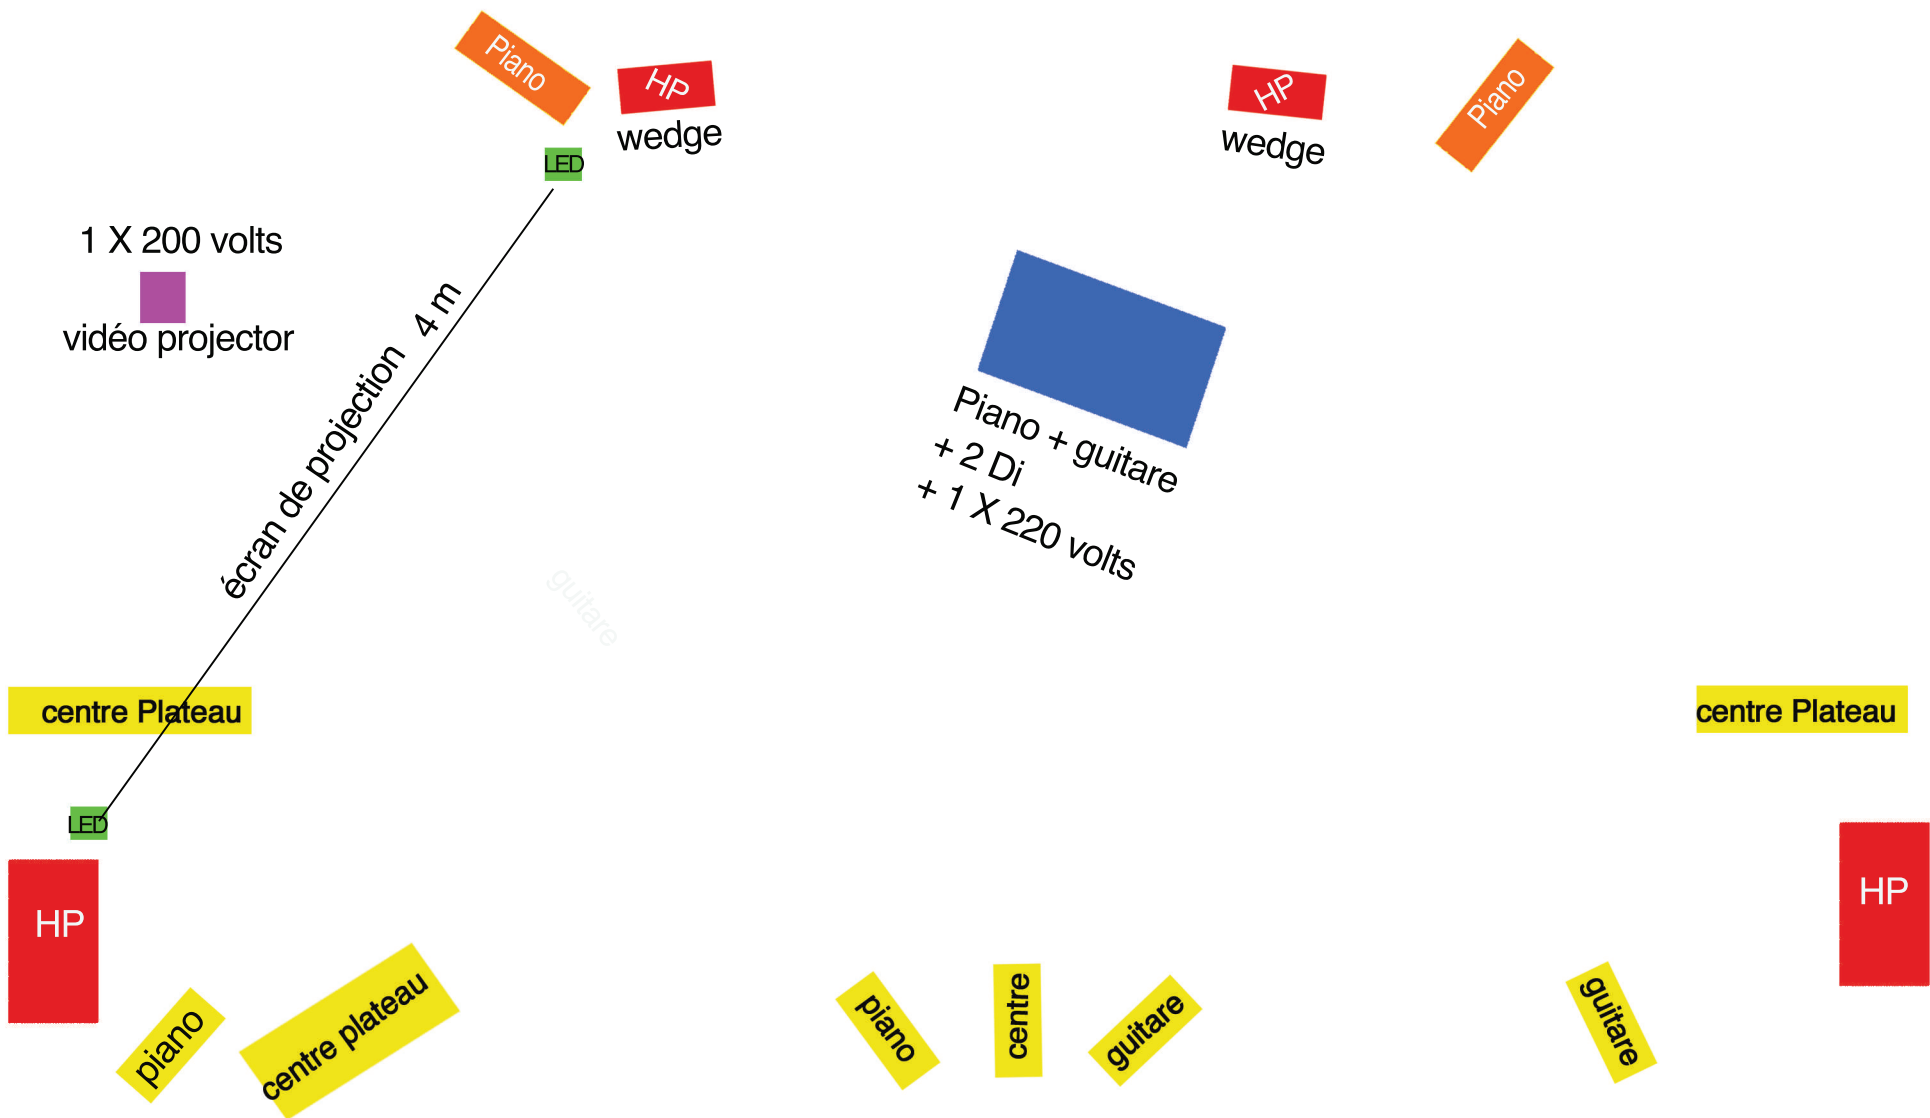 Piano
HP
wedge
HP
wedge
Piano
LED
1 X 200 volts
vidéo projector
écran de projection 4 m
Piano + guitare
+ 2 Di
+ 1 X 220 volts
guitare
centre Plateau
centre Plateau
LED
HP
HP
piano
centre plateau
piano
centre
guitare
guitare